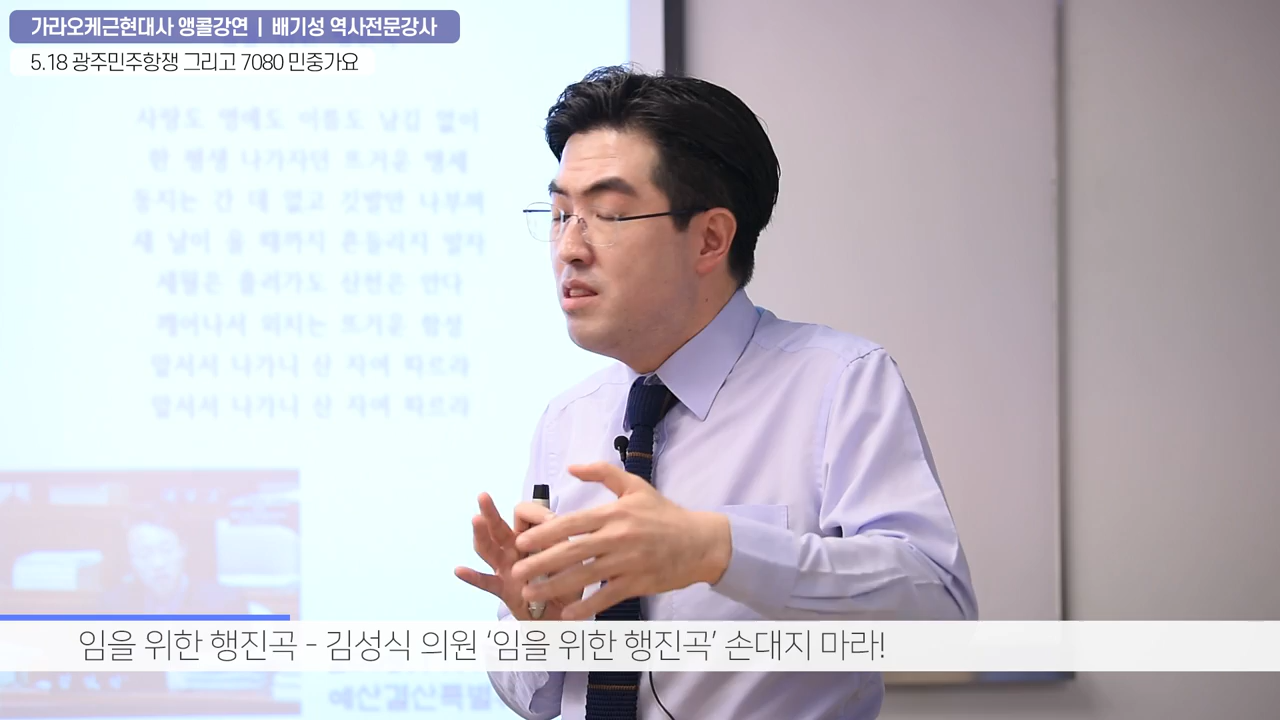 가라오케근현대사 앵콜강연 | 배기성 역사전문강사
5.18 광주민주항쟁 그리고 7080 민중가요
사랑도 명예도 이름도 남김 없이
한 평생 나가자던 뜨거운 맹세
동지는 간 데 없고 깃발만 나부껴
새 날이 올 때까지 흔들리지 말자
세월은 흘러가도 산천은 안다
깨어나서 외치는 뜨거운 함성
앞서서 나가니 산 자여 따르라
앞서서 나가니 산 자여 따르라
임을 위한 행진곡 - 김성식 의원 ‘임을 위한 행진곡’ 손대지 마라!
예산결산특별